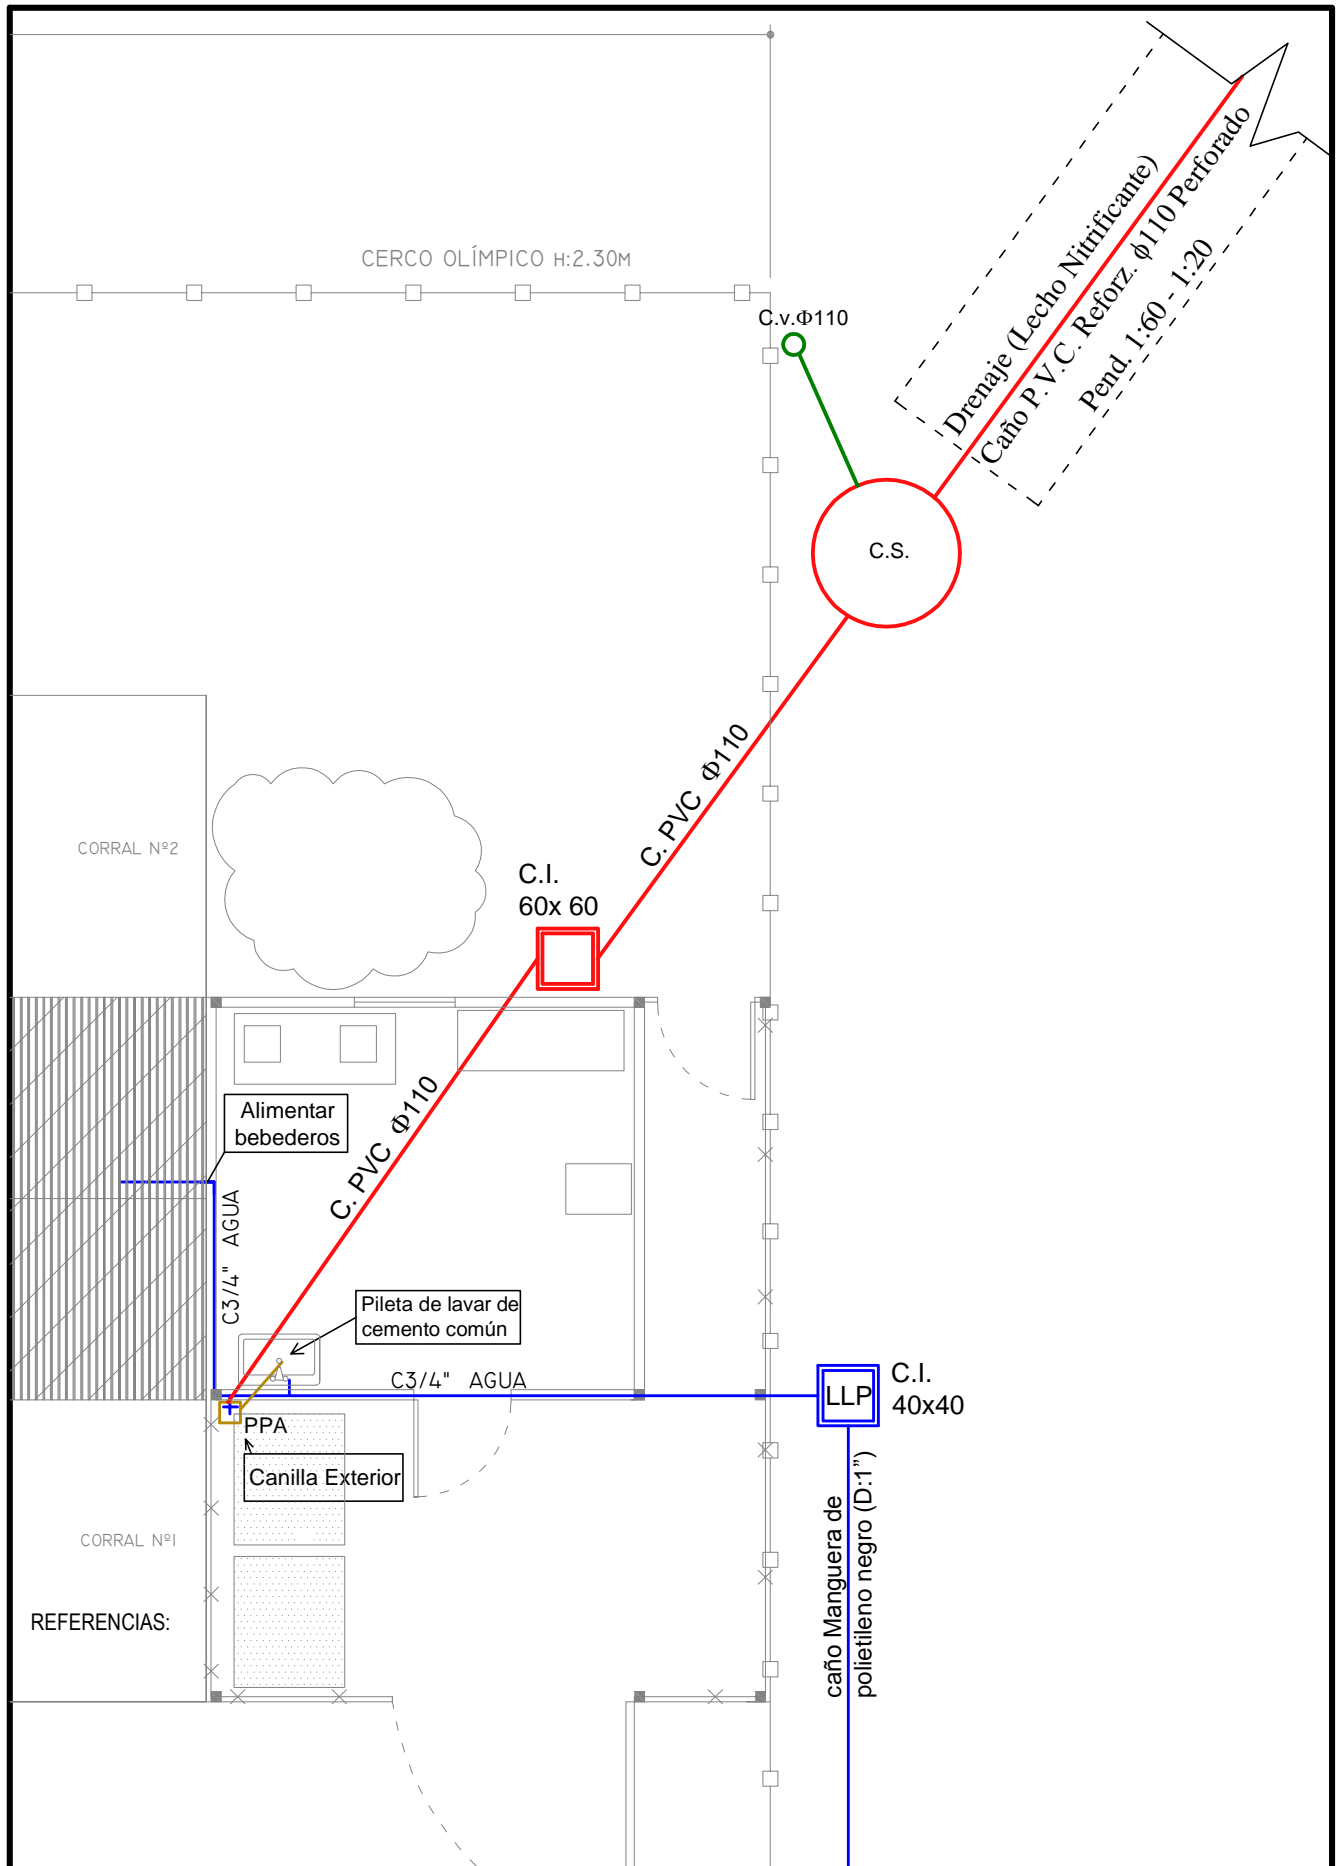 CERCO OLÍMPICO H:2.30M
C.v.Φ110
Drenaje (Lecho Nitrificante)
Caño P.V.C. Reforz. ϕ110 Perforado
Pend. 1:60 - 1:20
C.S.
C. PVC Φ110
CORRAL Nº2
C.I.
60x 60
Alimentar
bebederos
C. PVC Φ110
C3/4" AGUA
Pileta de lavar de
cemento común
C3/4" AGUA
LLP
C.I.
40x40
PPA
Canilla Exterior
caño Manguera de
polietileno negro (D:1”)
CORRAL Nº1
REFERENCIAS: